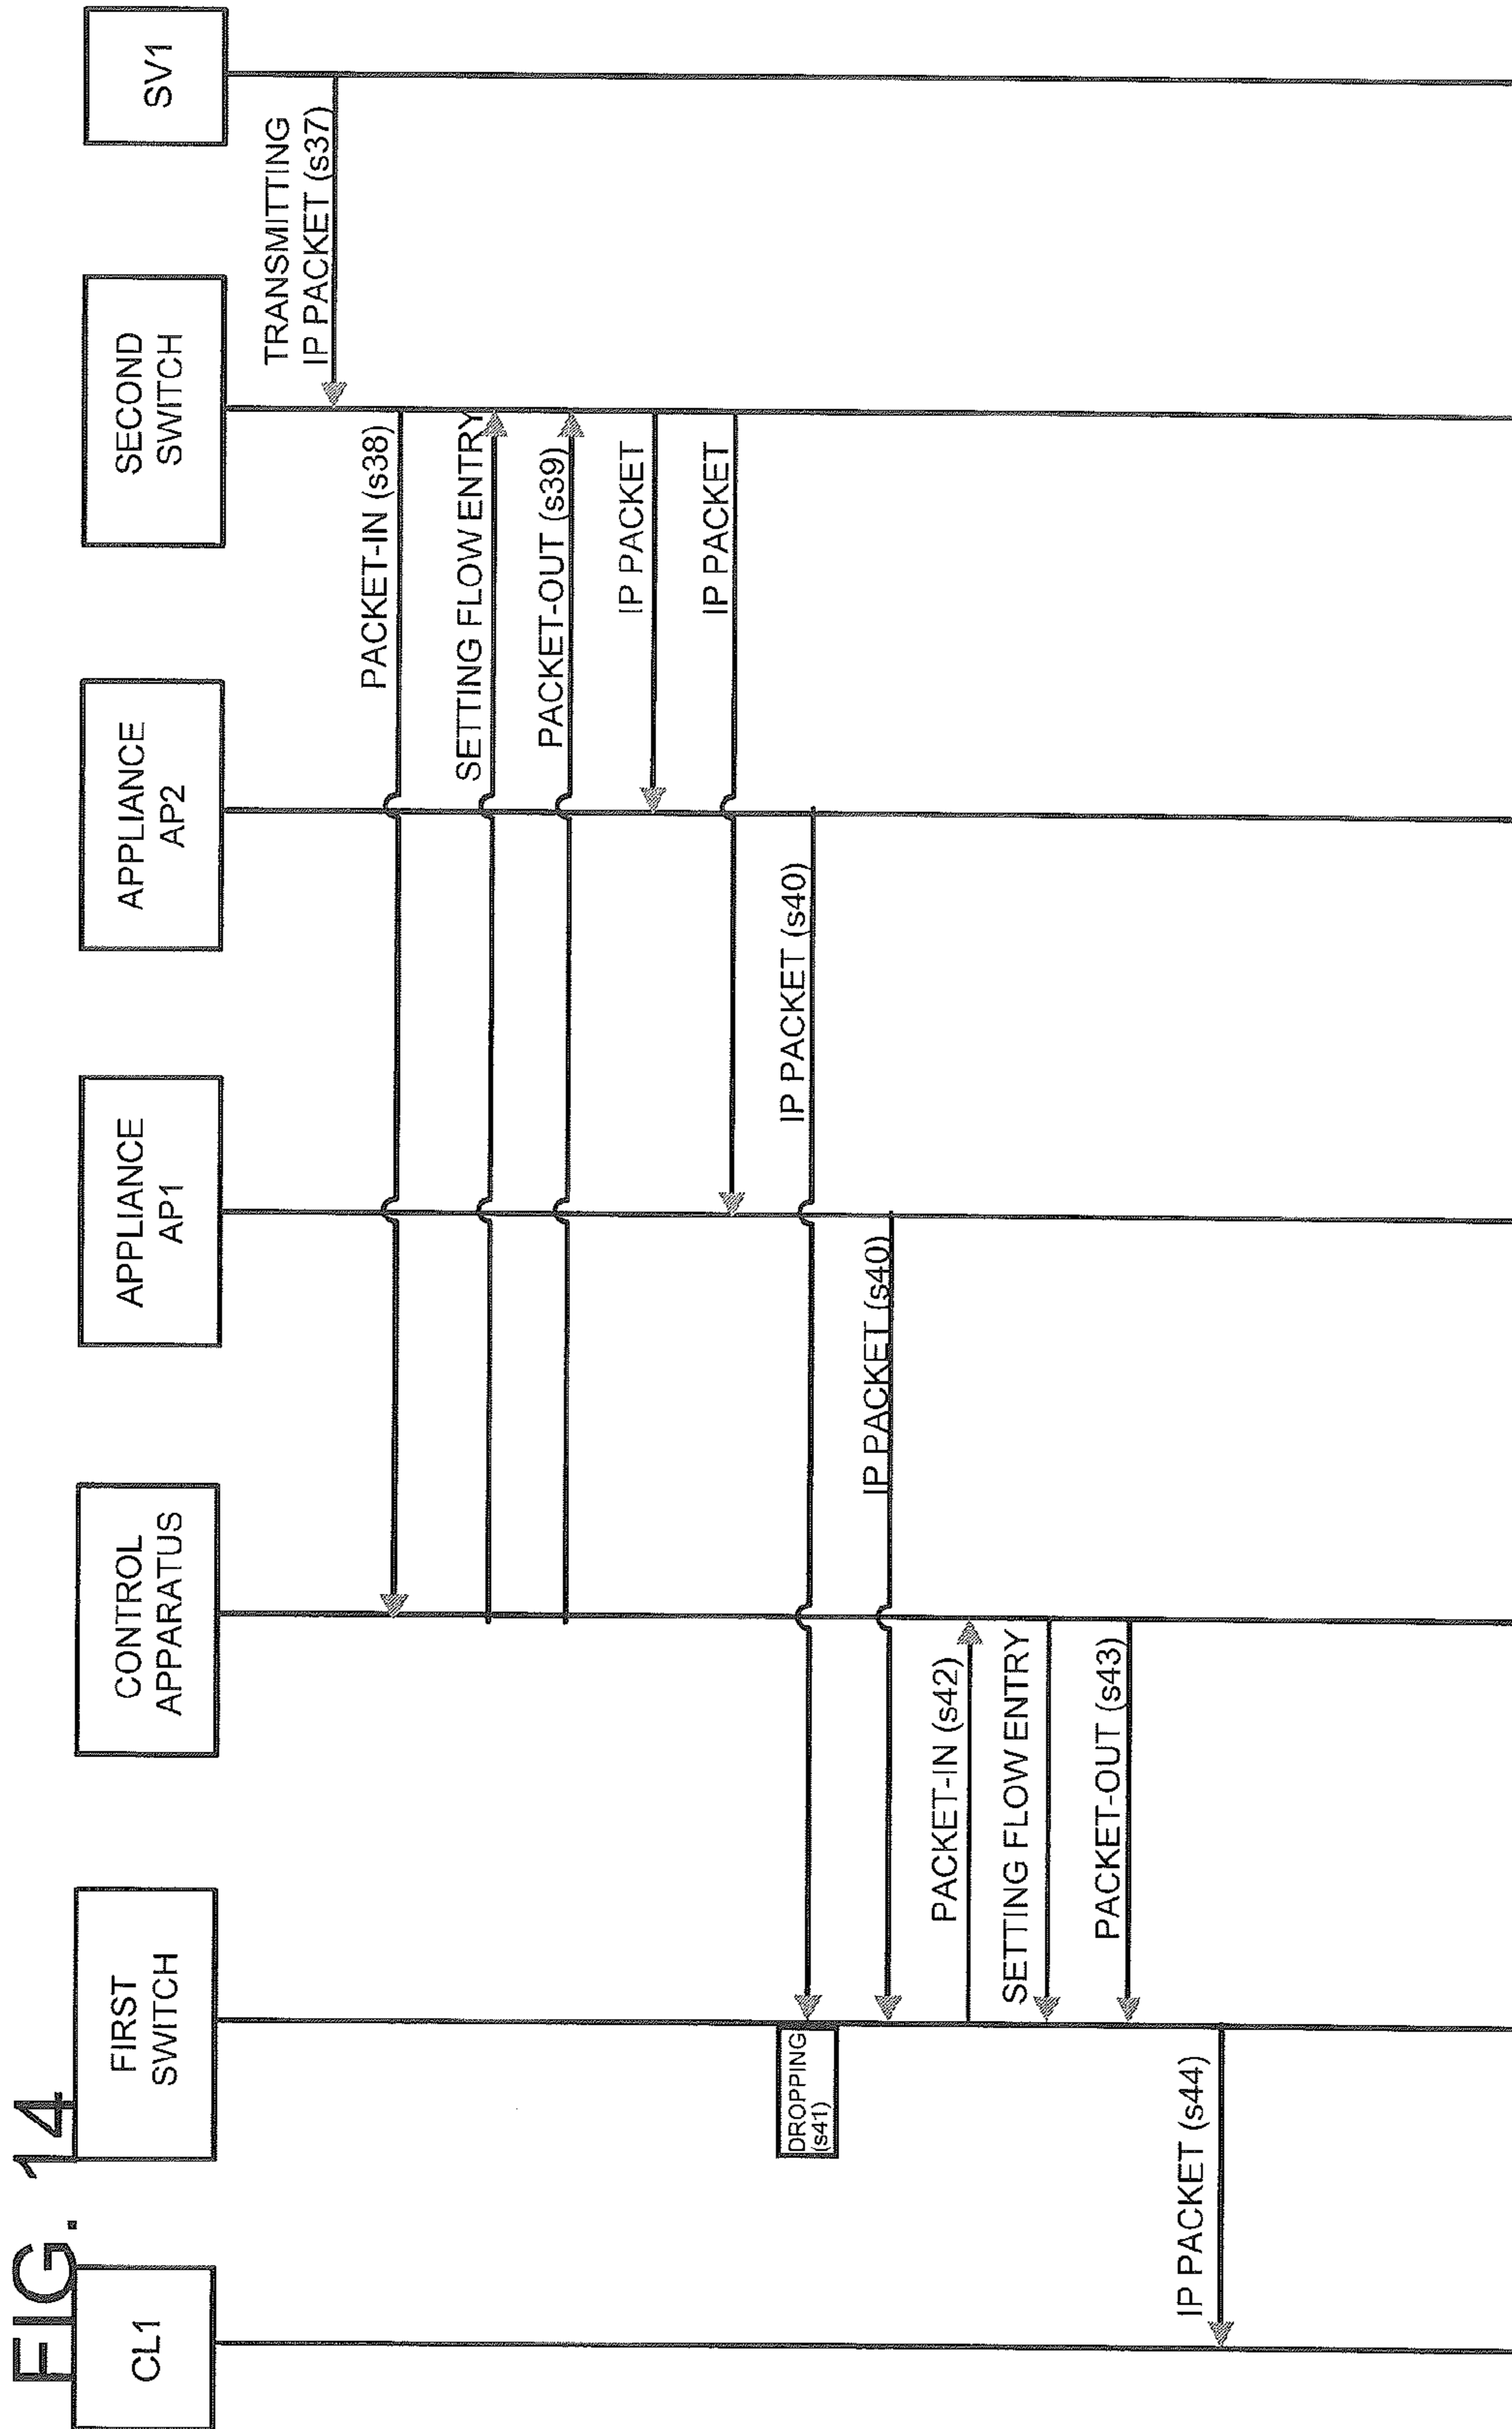 FIG. 14
CL1
FIRST
SWITCH
CONTROL
APPARATUS
APPLIANCE
AP1
APPLIANCE
AP2
SECOND
SWITCH
SV1
TRANSMITTING
IP PACKET (s37)
PACKET-IN (s38)
SETTING FLOW ENTRY
PACKET-OUT (s39)
IP PACKET
IP PACKET
IP PACKET (s40)
DROPPING
(s41)
IP PACKET (s40)
PACKET-IN (s42)
SETTING FLOW ENTRY
PACKET-OUT (s43)
IP PACKET (s44)